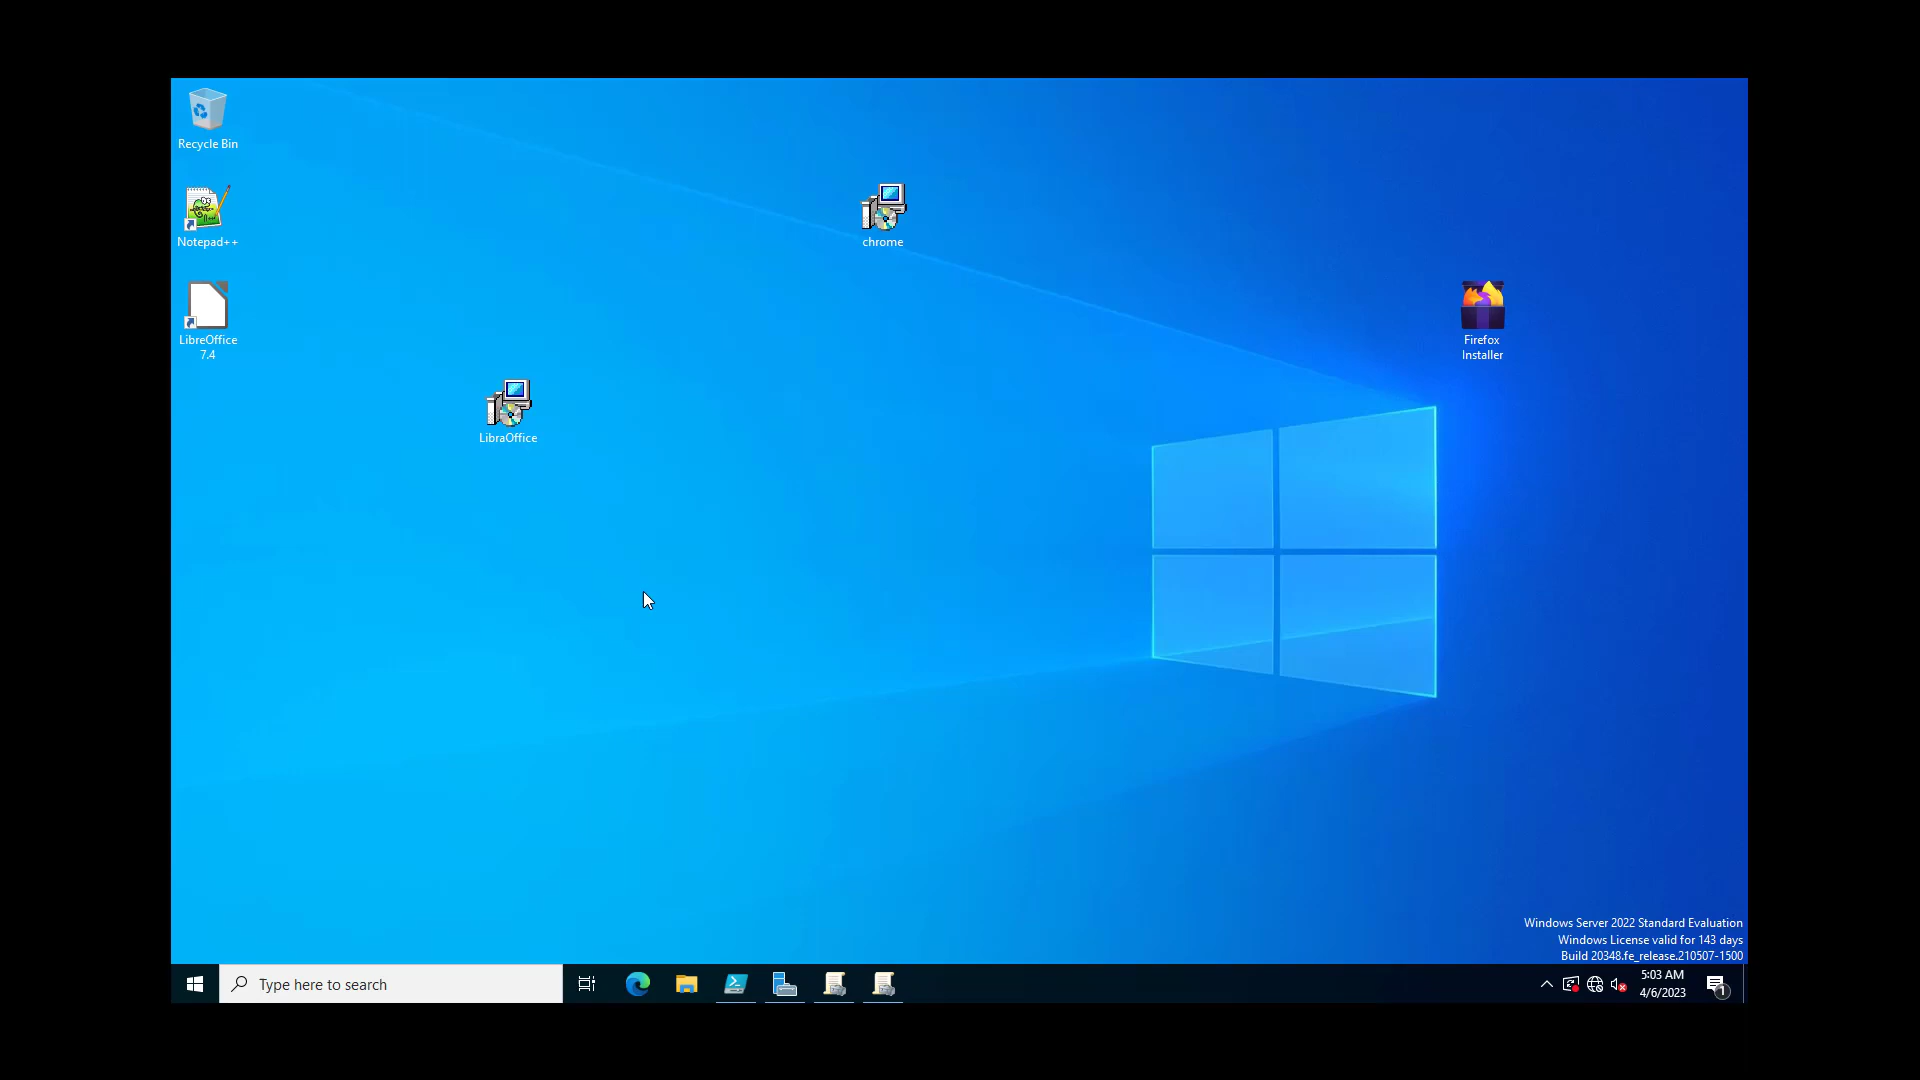 Recycle Bin
Notepad++
chrome
LibreOffice
7.4
Firefox
Installer
LibraOffice
Windows Server 2022 Standard Evaluation
Windows License valid for 143 days
Build 20348.fe_release.210507-1500
Type here to search
5:03 AM
4/6/2023
1